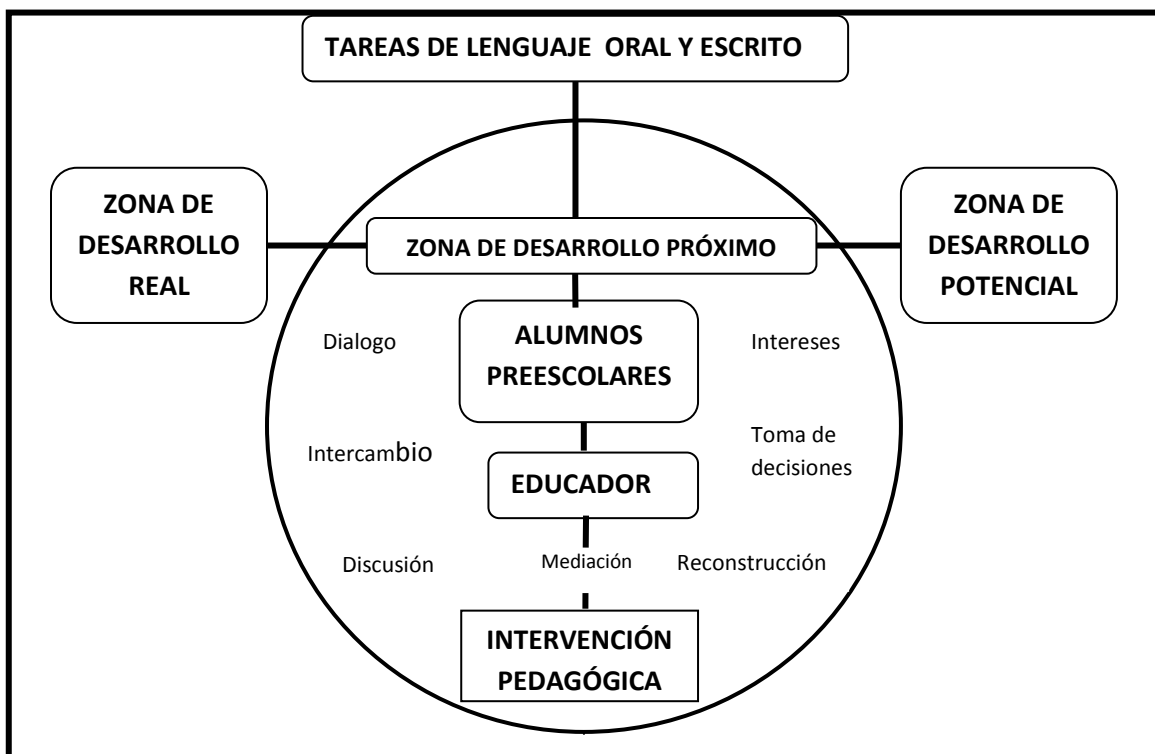 TAREAS DE LENGUAJE ORAL Y ESCRITO
ZONA DE
DESARROLLO
REAL
ZONA DE DESARROLLO PRÓXIMO
ZONA DE
DESARROLLO
POTENCIAL
Dialogo
ALUMNOS
PREESCOLARES
Intereses
Intercambio
Toma de
decisiones
EDUCADOR
Discusión
Mediación
Reconstrucción
INTERVENCIÓN
PEDAGÓGICA